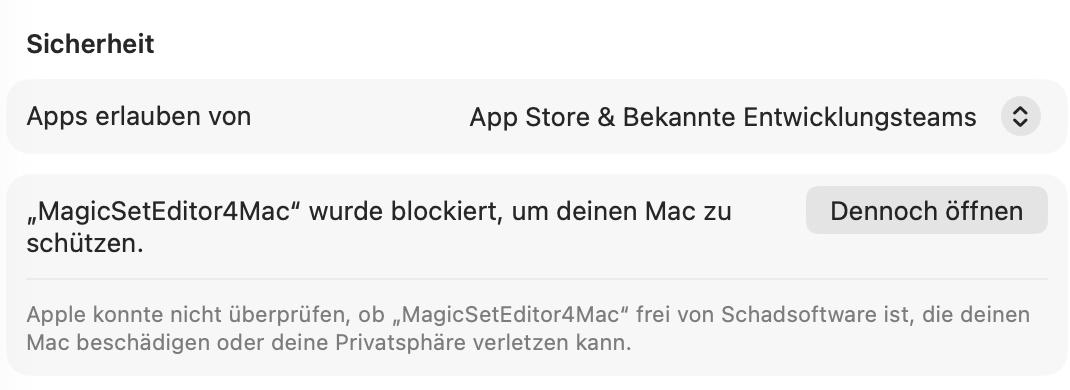 Sicherheit
Apps erlauben von
App Store & Bekannte Entwicklungsteams
„MagicSetEditor4Mac“ wurde blockiert, um deinen Mac zu
schützen.
Dennoch öffnen
Apple konnte nicht überprüfen, ob „MagicSetEditor4Mac“ frei von Schadsoftware ist, die deinen
Mac beschädigen oder deine Privatsphäre verletzen kann.